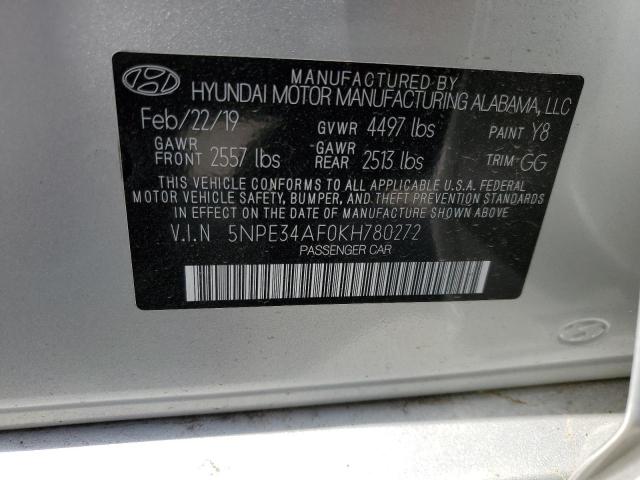 MANUFACTURED BY
HYUNDAI MOTOR MANUFACTURING ALABAMA, LLC
Feb/22/19 GVWR 4497 lbs PAINT Y8
GAWR FRONT 2557 lbs GAWR REAR 2513 lbs TRIM GG
THIS VEHICLE CONFORMS TO ALL APPLICABLE U.S.A. FEDERAL
MOTOR VEHICLE SAFETY, BUMPER, AND THEFT PREVENTION
STANDARDS IN EFFECT ON THE DATE OF MANUFACTURE SHOWN ABOVE
V.I.N 5NPE34AF0KH780272
PASSENGER CAR